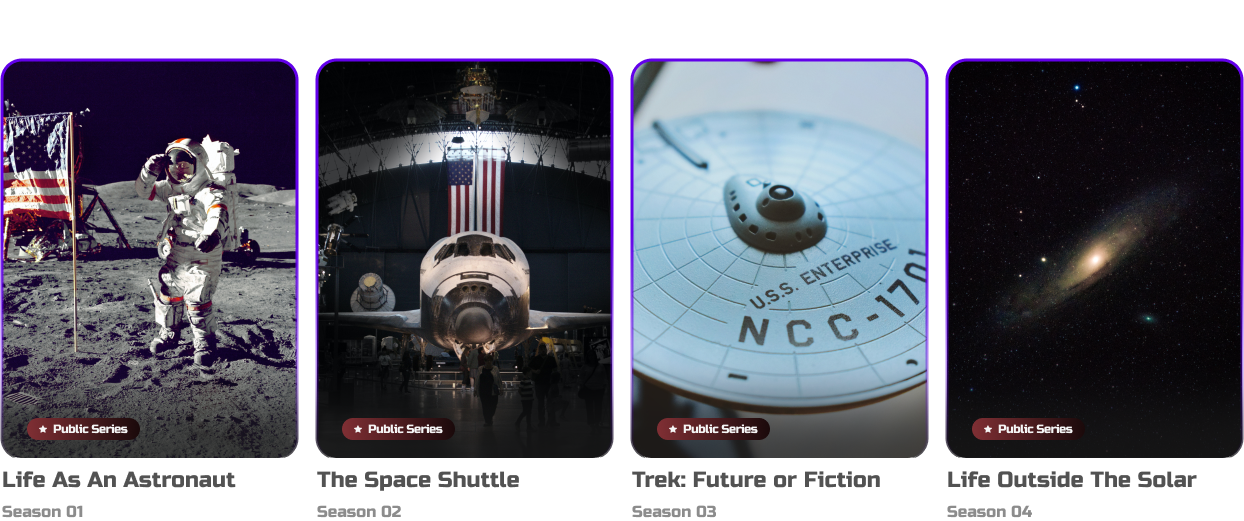 U.S.S. ENTERPRISE
NCC-1701
Public Series
Public Series
Public Series
Public Series
Life As An Astronaut
The Space Shuttle
Trek: Future or Fiction
Life Outside The Solar
Season 01
Season 02
Season 03
Season 04